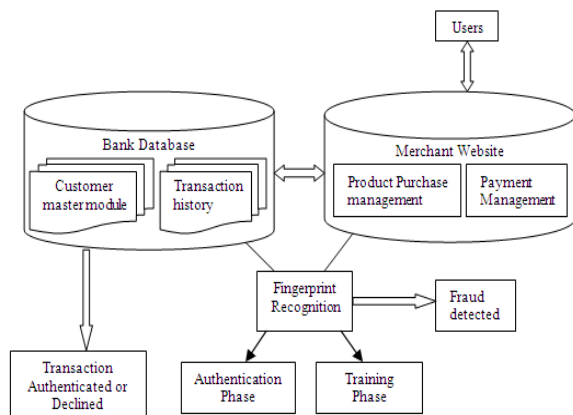 Users
Bank Database
Merchant Website
Customer
master module
Transaction
history
Product Purchase
management
Payment
Management
Fingerprint
Recognition
Fraud
detected
Transaction
Authenticated or
Declined
Authentication
Phase
Training
Phase